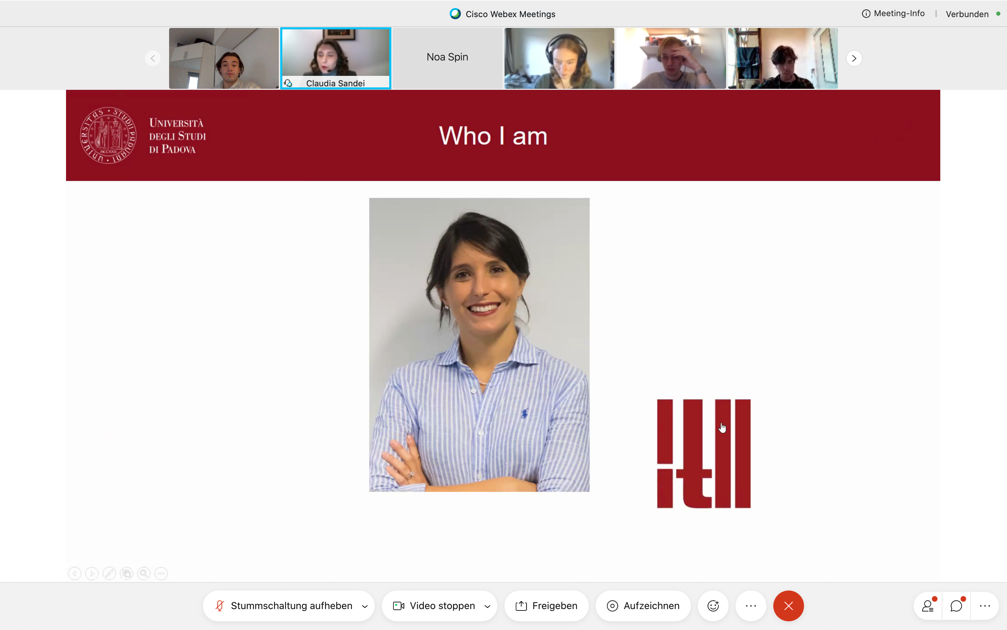 Cisco Webex Meetings
Meeting-Info
Verbunden
Claudia Sandei
Noa Spin
UNIVERSITÀ
DEGLI STUDI
DI PADOVA
Who I am
itll
Stummschaltung aufheben
Video stoppen
Freigeben
Aufzeichnen